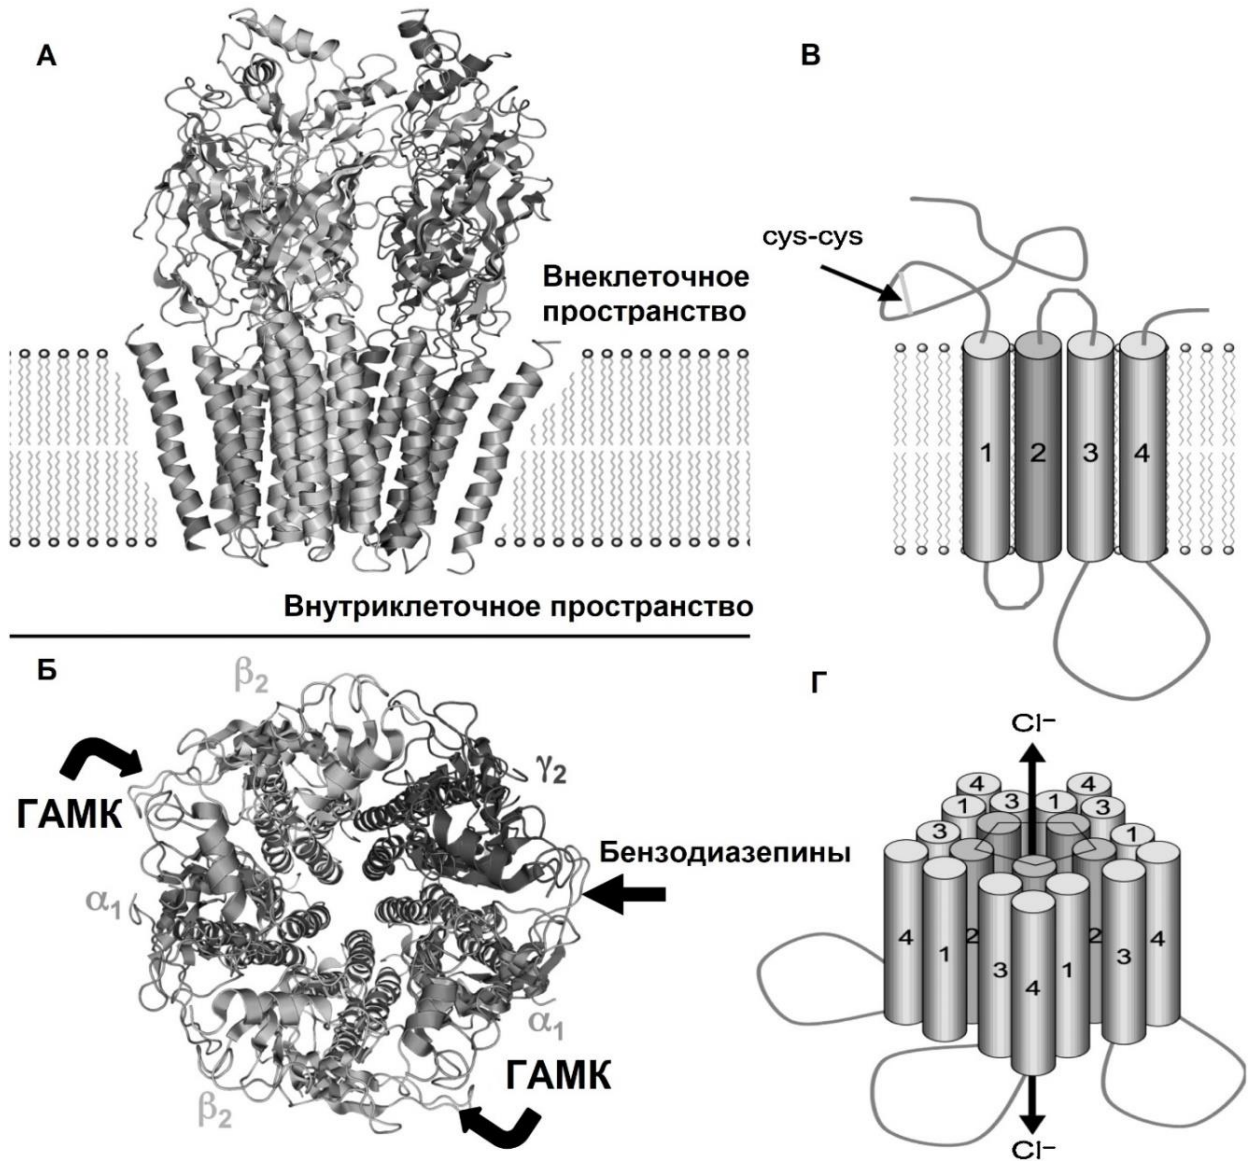 А
Внеклеточное
пространство
Внутриклеточное пространство
В
cys-cys
1
2
3
4
Б
β2
ГАМК
γ2
Бензодиазепины
α1
α1
β2
ГАМК
Г
Cl⁻
4
4
1
3
1
3
3
1
4
1
2
3
4
1
2
3
4
Cl⁻